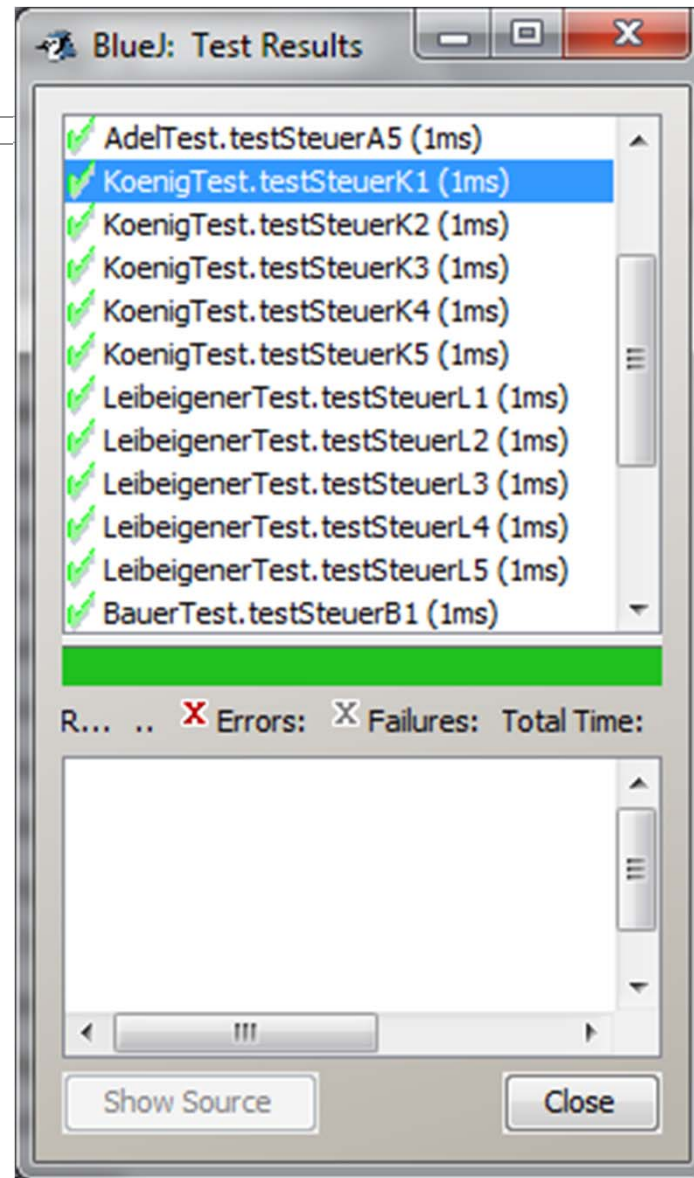 BlueJ: Test Results
AdelTest.testSteuerA5 (1ms)
KoenigTest.testSteuerK1 (1ms)
KoenigTest.testSteuerK2 (1ms)
KoenigTest.testSteuerK3 (1ms)
KoenigTest.testSteuerK4 (1ms)
KoenigTest.testSteuerK5 (1ms)
LeibeigenerTest.testSteuerL1 (1ms)
LeibeigenerTest.testSteuerL2 (1ms)
LeibeigenerTest.testSteuerL3 (1ms)
LeibeigenerTest.testSteuerL4 (1ms)
LeibeigenerTest.testSteuerL5 (1ms)
BauerTest.testSteuerB1 (1ms)
R... .. X Errors: X Failures: Total Time:
Show Source Close